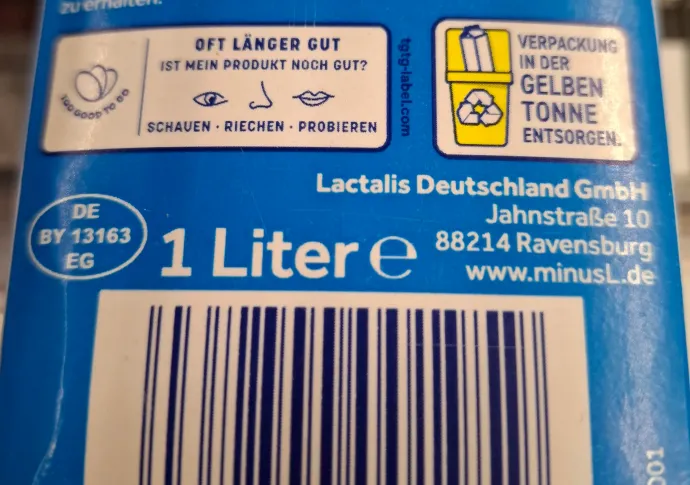 zu erhalten.
OFT LÄNGER GUT
IST MEIN PRODUKT NOCH GUT?
SCHAUEN · RIECHEN · PROBIEREN
TOO GOOD TO GO
tgtg-label.com
VERPACKUNG
IN DER
GELBEN
TONNE
ENTSORGEN.
Lactalis Deutschland GmbH
Jahnstraße 10
88214 Ravensburg
www.minusL.de
DE
BY 13163
EG
1 Liter ℮
001